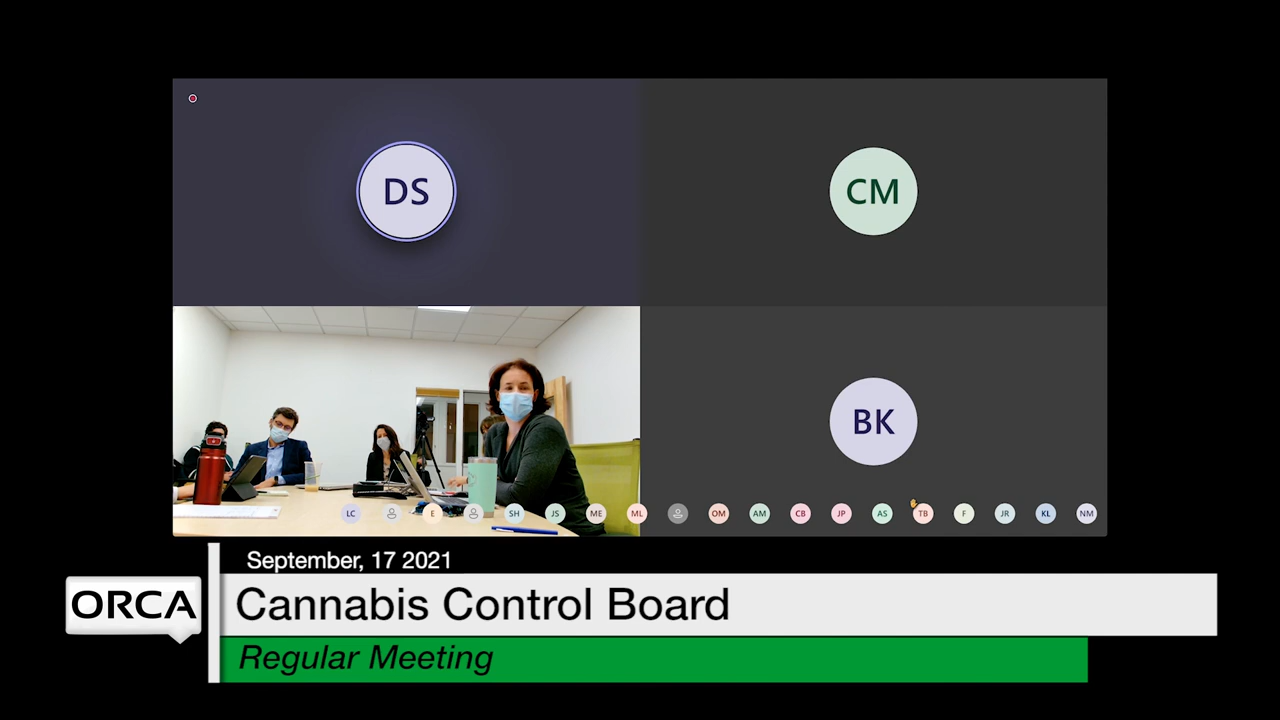 DS
CM
BK
LC
E
SH
JS
ME
ML
OM
AM
CB
JP
AS
TB
F
JR
KL
NM
September, 17 2021
ORCA
Cannabis Control Board
Regular Meeting